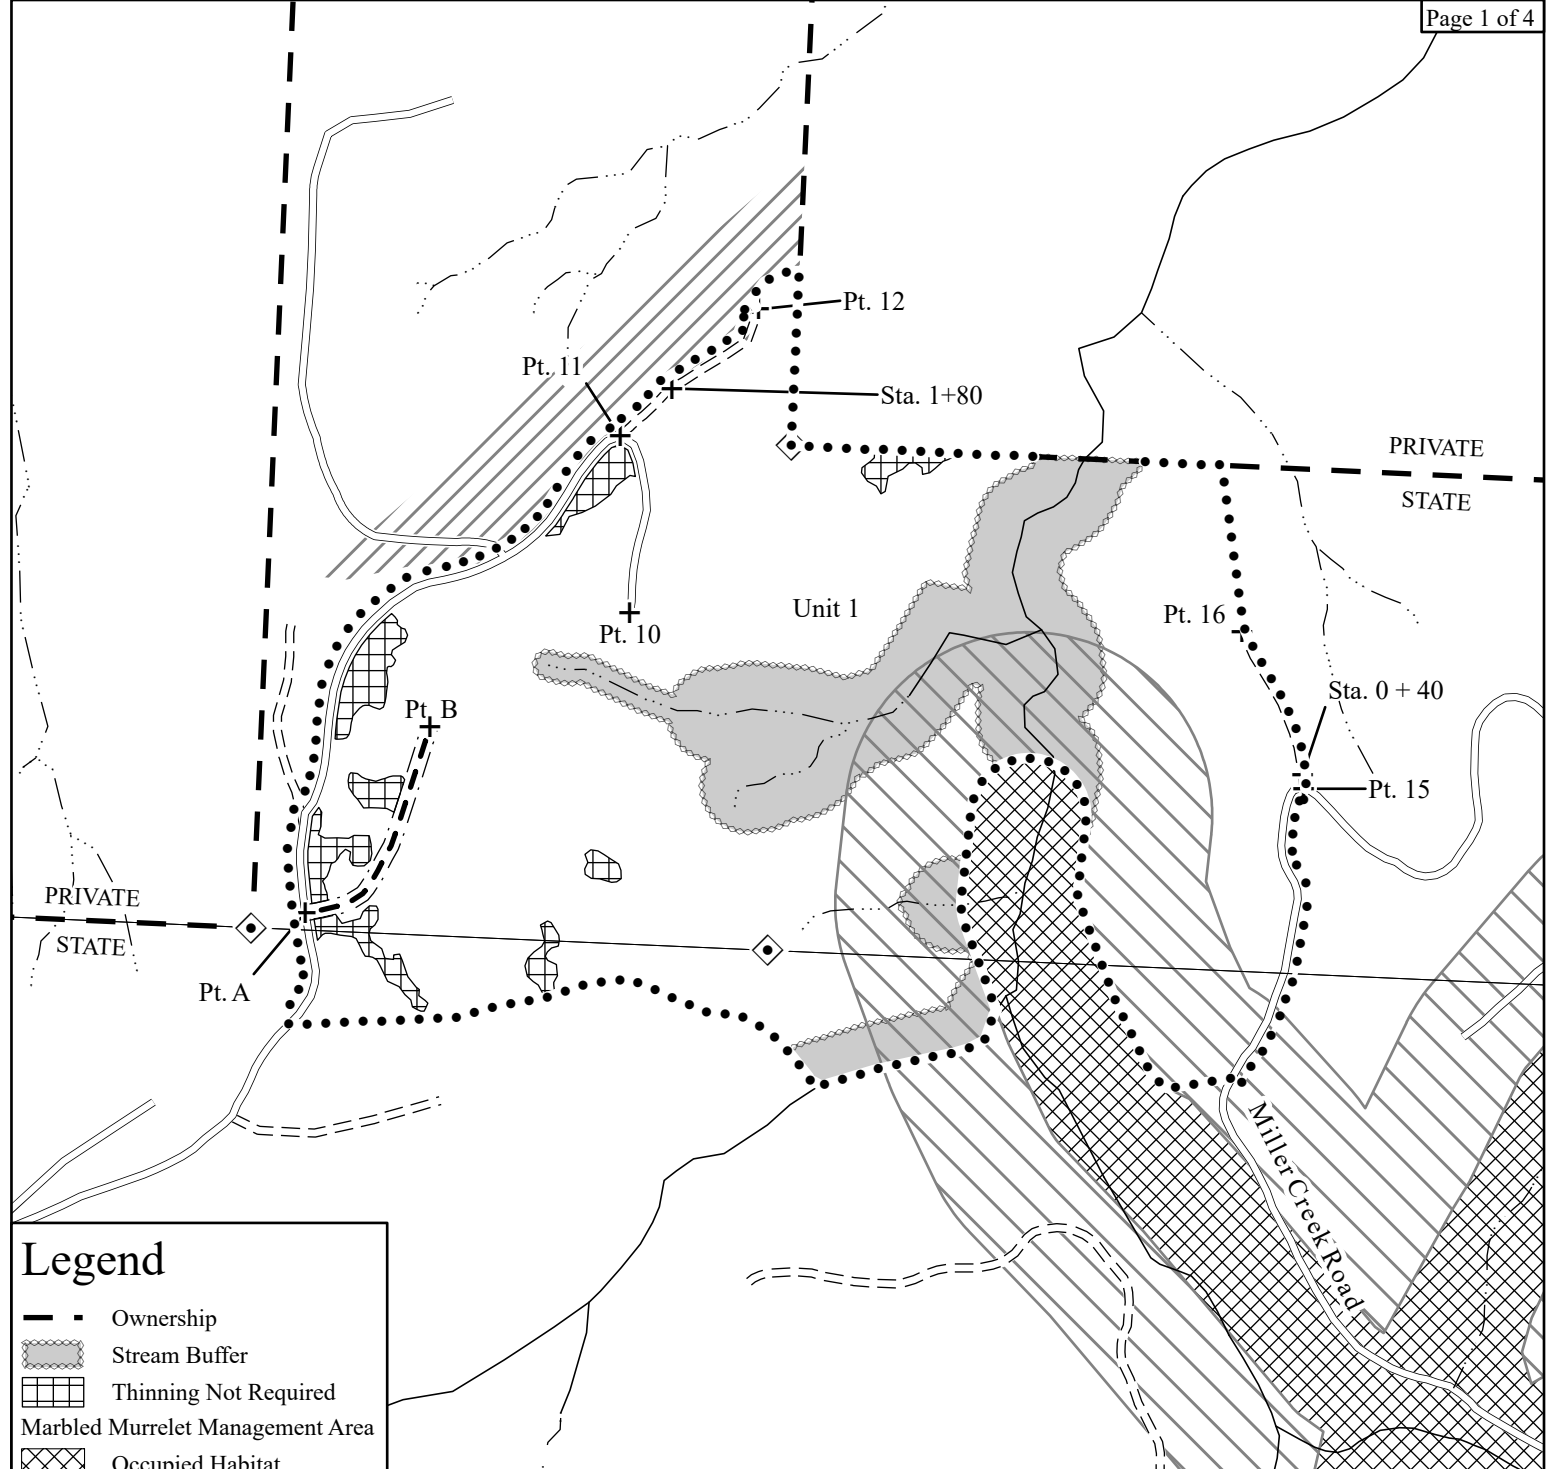 Page 1 of 4
Pt. 12
Pt. 11
Sta. 1+80
PRIVATE
STATE
Unit 1
Pt. 16
Pt. 10
Sta. 0 + 40
Pt. B
Pt. 15
PRIVATE
STATE
Pt. A
Miller Creek Road
Legend
Ownership
Stream Buffer
Thinning Not Required
Marbled Murrelet Management Area
Occupied Habitat